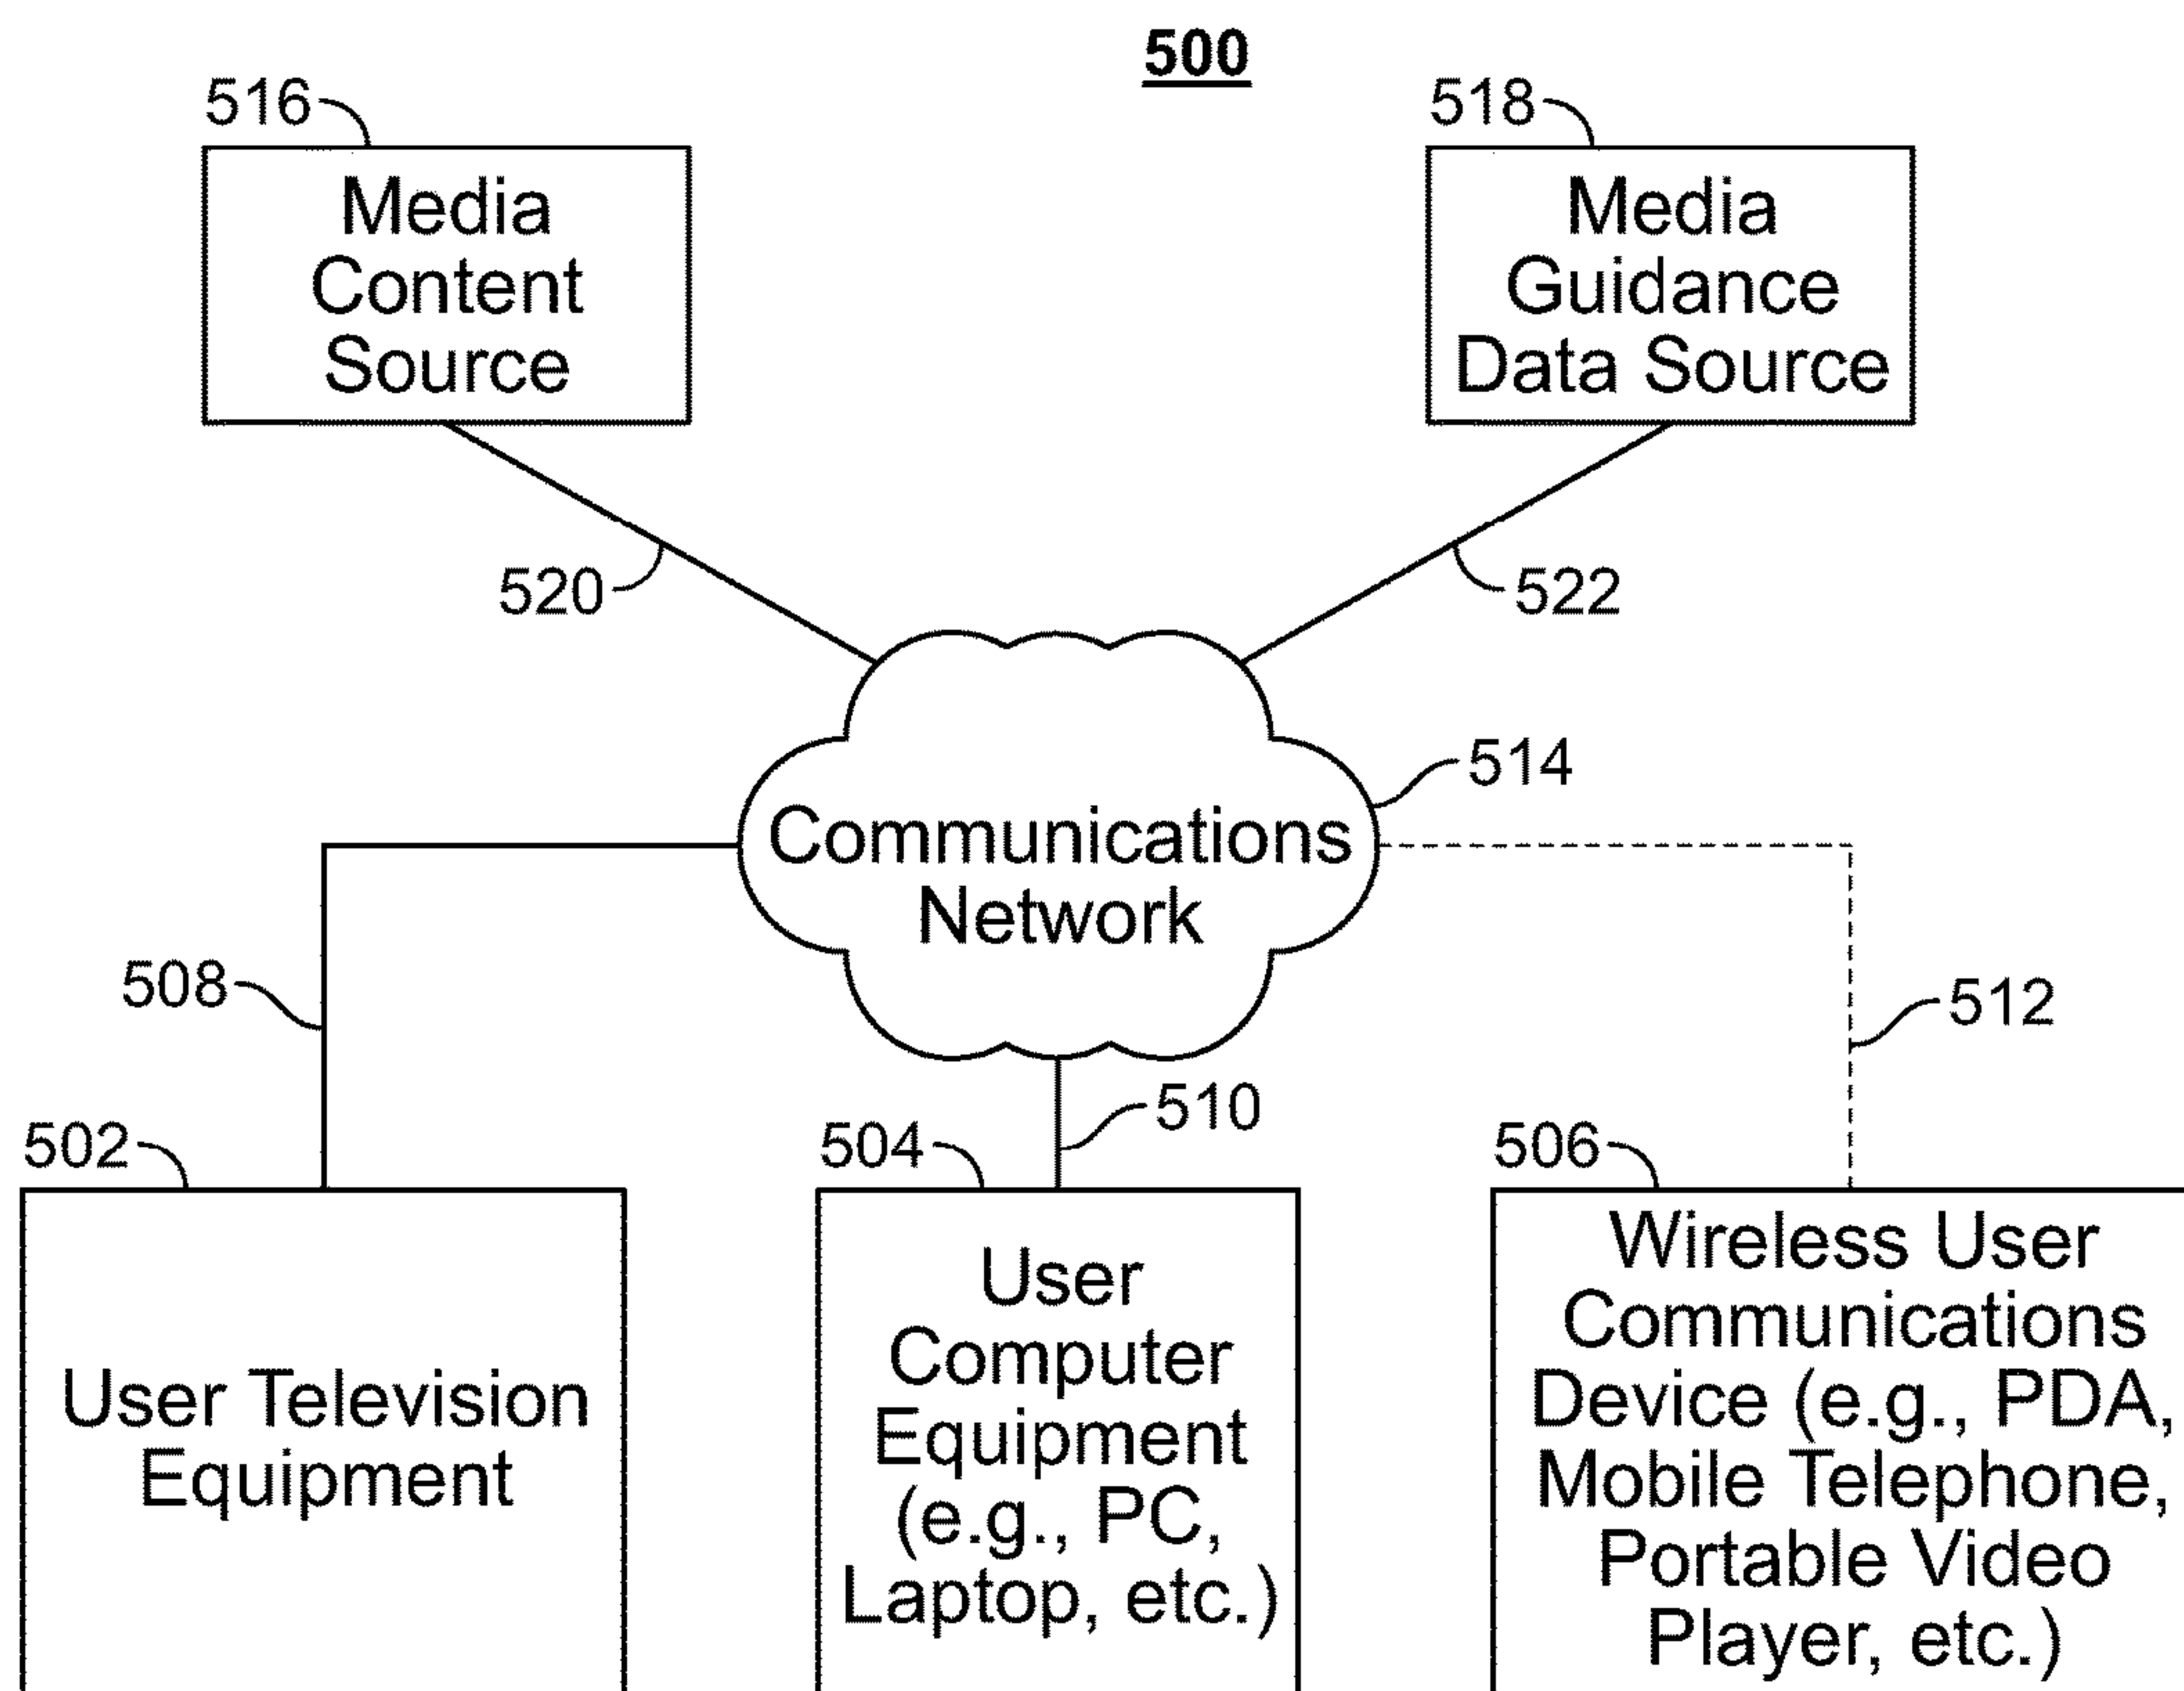 500
516
518
Media
Content
Source
Media
Guidance
Data Source
520
522
514
Communications
Network
508
512
510
502
504
506
User Television
Equipment
User
Computer
Equipment
(e.g., PC,
Laptop, etc.)
Wireless User
Communications
Device (e.g., PDA,
Mobile Telephone,
Portable Video
Player, etc.)